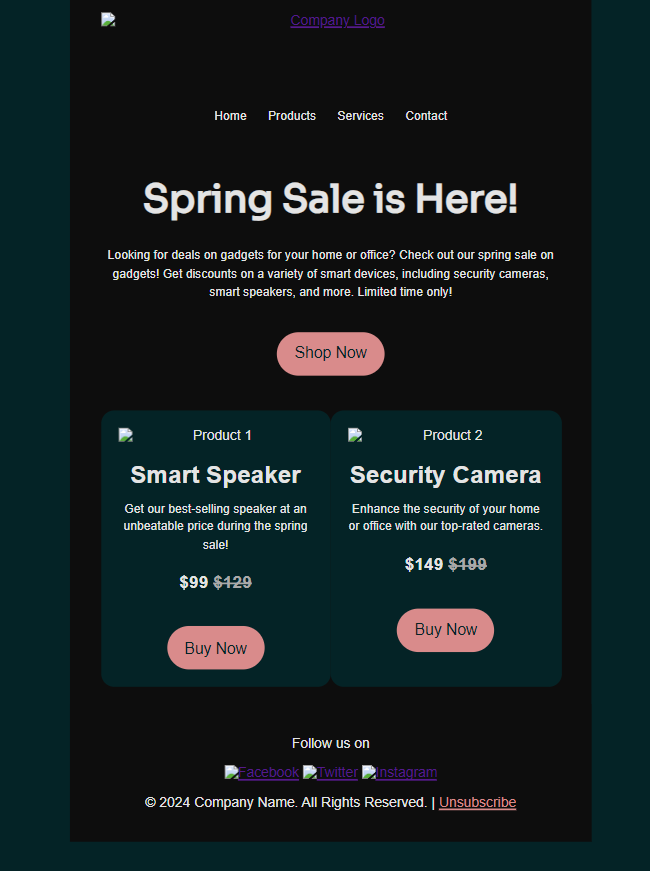 Company Logo
Home Products Services Contact
Spring Sale is Here!
Looking for deals on gadgets for your home or office? Check out our spring sale on
gadgets! Get discounts on a variety of smart devices, including security cameras,
smart speakers, and more. Limited time only!
Shop Now
Product 1
Smart Speaker
Get our best-selling speaker at an
unbeatable price during the spring
sale!
$99 $129
Buy Now
Product 2
Security Camera
Enhance the security of your home
or office with our top-rated cameras.
$149 $199
Buy Now
Follow us on
Facebook Twitter Instagram
© 2024 Company Name. All Rights Reserved. | Unsubscribe